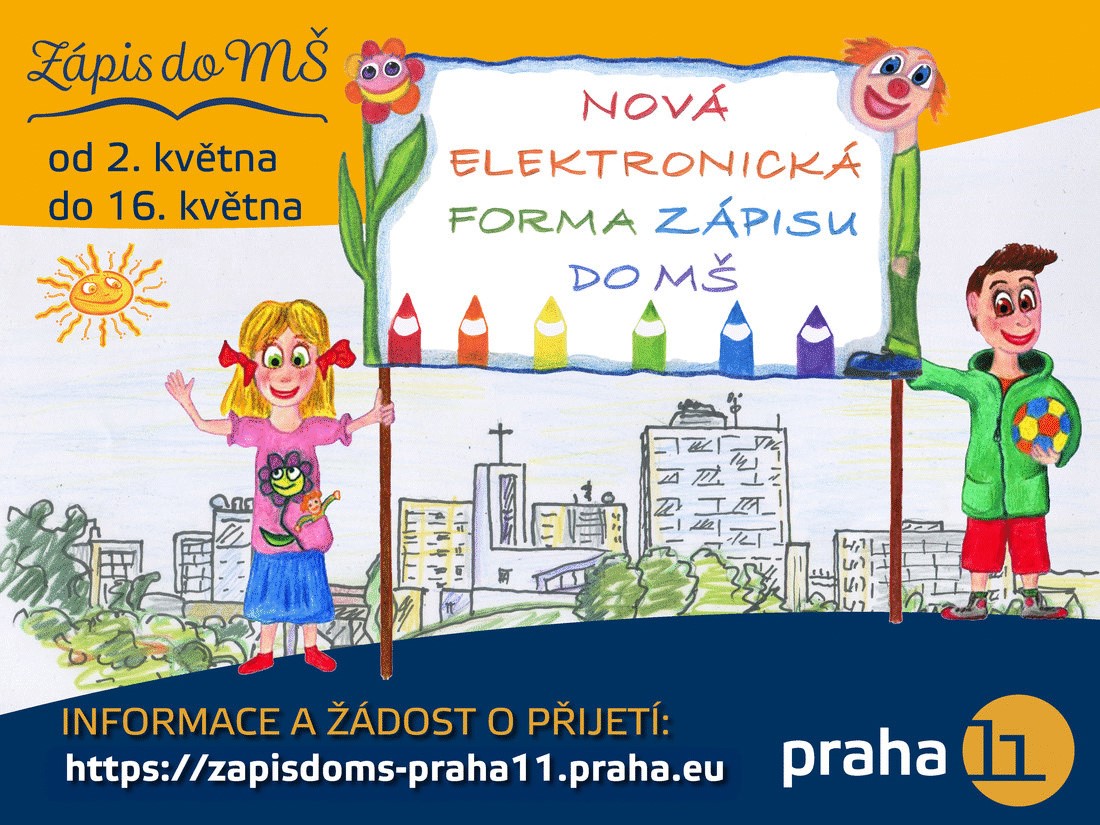 Zápis do MŠ
od 2. května
do 16. května
NOVÁ
ELEKTRONICKÁ
FORMA ZÁPISU
DO MŠ
INFORMACE A ŽÁDOST O PŘIJETÍ:
https://zapisdoms-praha11.praha.eu
praha 11